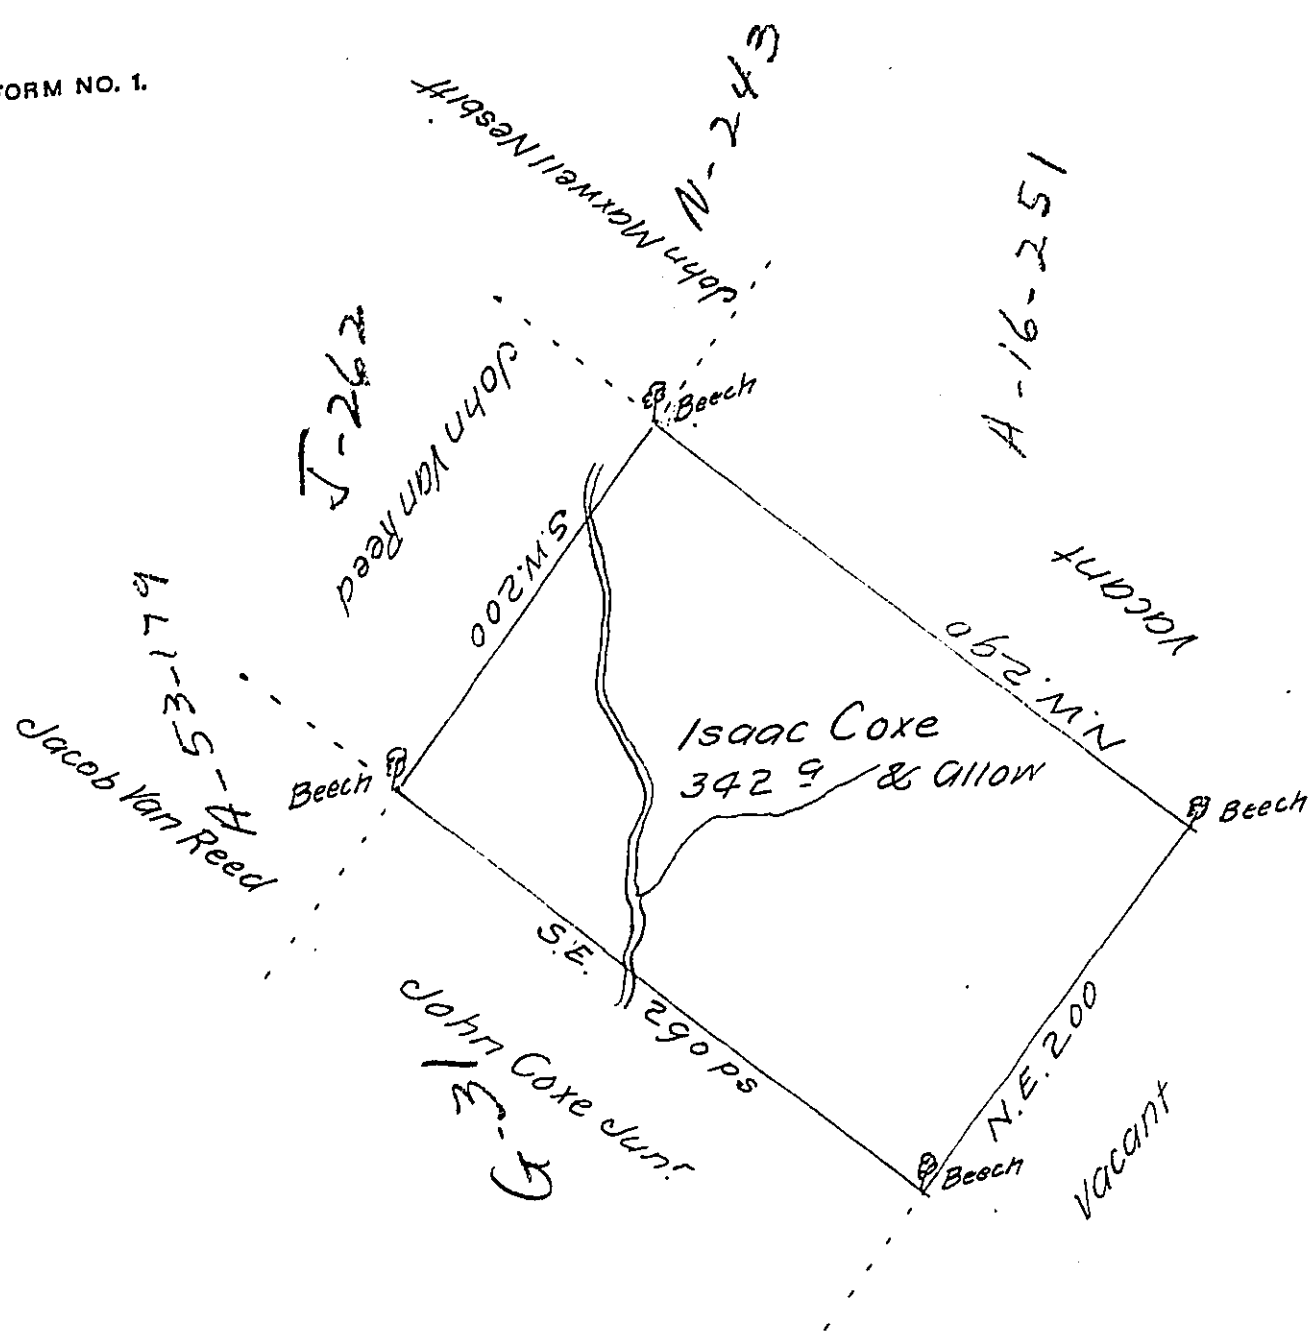 FORM NO. 1.
John Maxwell Nesbitt
N-243
A-16-251
J-262
John Van Reed
Beech
S.W.200
vacant
N.W.290
A-53-179
Jacob Van Reed
Beech
Isaac Coxe
342 a & allow
Beech
S.E. 290 ps
John Coxe Junr
G-31
N.E. 200
Beech
vacant